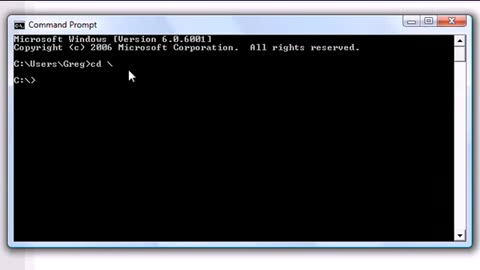 Command Prompt
Microsoft Windows [Version 6.0.6001]
Copyright (c) 2006 Microsoft Corporation.  All rights reserved.
C:\Users\Greg>cd \
C:\>